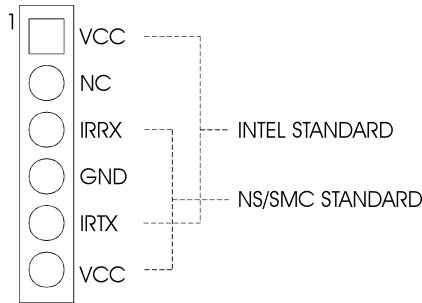 1
VCC
NC
IRRX
INTEL STANDARD
GND
NS/SMC STANDARD
IRTX
VCC